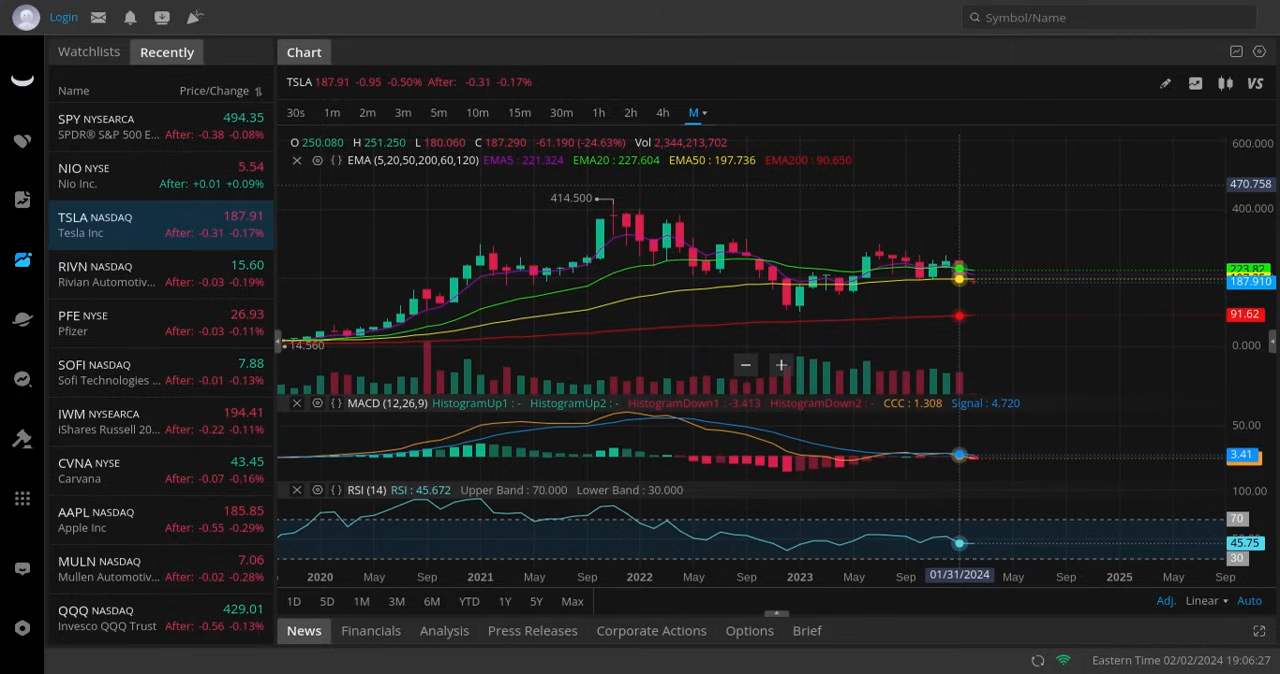 Login
Symbol/Name
Watchlists Recently
Chart
Name Price/Change
SPY NYSEARCA 494.35
SPDR® S&P 500 E... After: -0.38 -0.08%
NIO NYSE 5.54
Nio Inc. After: +0.01 +0.09%
TSLA NASDAQ 187.91
Tesla Inc After: -0.31 -0.17%
RIVN NASDAQ 15.60
Rivian Automotiv... After: -0.03 -0.19%
PFE NYSE 26.93
Pfizer After: -0.03 -0.11%
SOFI NASDAQ 7.88
Sofi Technologies ... After: -0.01 -0.13%
IWM NYSEARCA 194.41
iShares Russell 20... After: -0.22 -0.11%
CVNA NYSE 43.45
Carvana After: -0.07 -0.16%
AAPL NASDAQ 185.85
Apple Inc After: -0.55 -0.29%
MULN NASDAQ 7.06
Mullen Automotiv... After: -0.02 -0.28%
QQQ NASDAQ 429.01
Invesco QQQ Trust After: -0.56 -0.13%
TSLA 187.91 -0.95 -0.50% After: -0.31 -0.17%
VS
30s 1m 2m 3m 5m 10m 15m 30m 1h 2h 4h M
O 250.080 H 251.250 L 180.060 C 187.290 -61.190 (-24.63%) Vol 2,344,213,702
EMA (5,20,50,200,60,120) EMA5 : 221.324 EMA20 : 227.604 EMA50 : 197.736 EMA200 : 90.650
600.000
470.758
414.500
400.000
223.82
187.910
91.62
14.560
0.000
MACD (12,26,9) HistogramUp1 : - HistogramUp2 : - HistogramDown1 : -3.413 HistogramDown2 : - CCC : 1.308 Signal : 4.720
50.00
3.41
RSI (14) RSI : 45.672 Upper Band : 70.000 Lower Band : 30.000
100.00
70
45.75
30
2020 May Sep 2021 May Sep 2022 May Sep 2023 May Sep 01/31/2024 May Sep 2025 May Sep
1D 5D 1M 3M 6M YTD 1Y 5Y Max
Adj. Linear Auto
News Financials Analysis Press Releases Corporate Actions Options Brief
Eastern Time 02/02/2024 19:06:27